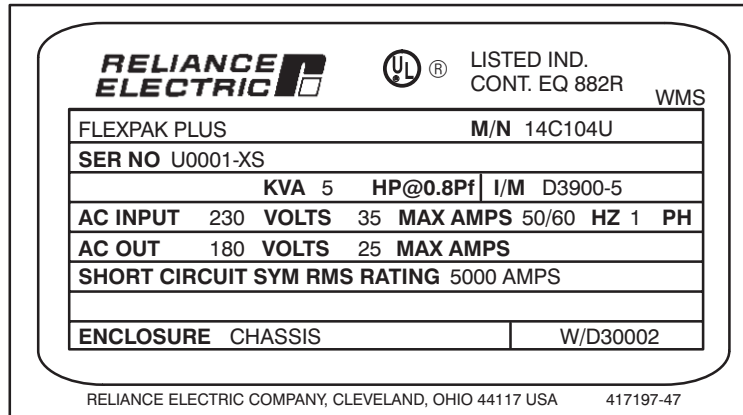 RELIANCE
ELECTRIC
UL ® LISTED IND.
CONT. EQ 882R
WMS
FLEXPAK PLUS M/N 14C104U
SER NO U0001-XS
KVA 5 HP@0.8Pf I/M D3900-5
AC INPUT 230 VOLTS 35 MAX AMPS 50/60 HZ 1 PH
AC OUT 180 VOLTS 25 MAX AMPS
SHORT CIRCUIT SYM RMS RATING 5000 AMPS
ENCLOSURE CHASSIS W/D30002
RELIANCE ELECTRIC COMPANY, CLEVELAND, OHIO 44117 USA 417197-47